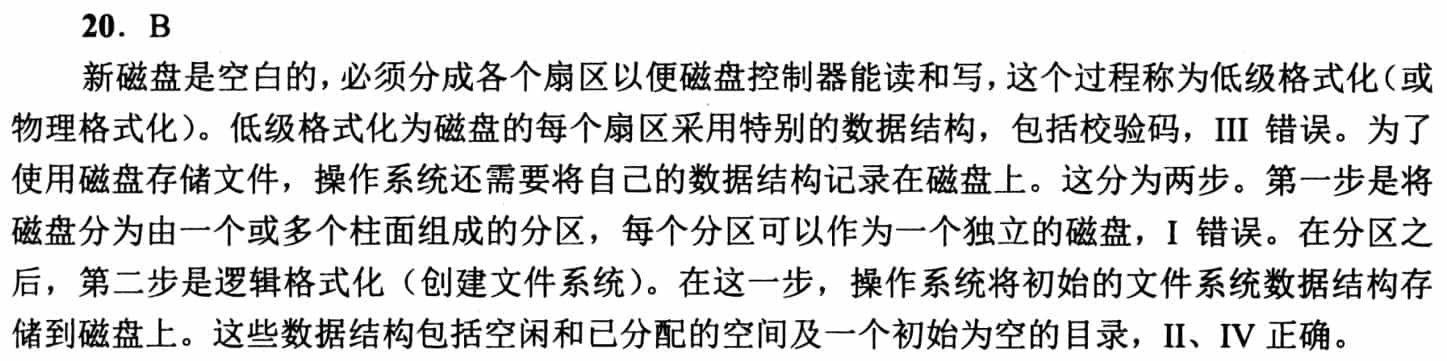 20．B
新磁盘是空白的，必须分成各个扇区以便磁盘控制器能读和写，这个过程称为低级格式化（或
物理格式化）。低级格式化为磁盘的每个扇区采用特别的数据结构，包括校验码，III 错误。为了
使用磁盘存储文件，操作系统还需要将自己的数据结构记录在磁盘上。这分为两步。第一步是将
磁盘分为由一个或多个柱面组成的分区，每个分区可以作为一个独立的磁盘，I 错误。在分区之
后，第二步是逻辑格式化（创建文件系统）。在这一步，操作系统将初始的文件系统数据结构存
储到磁盘上。这些数据结构包括空闲和已分配的空间及一个初始为空的目录，II、IV 正确。